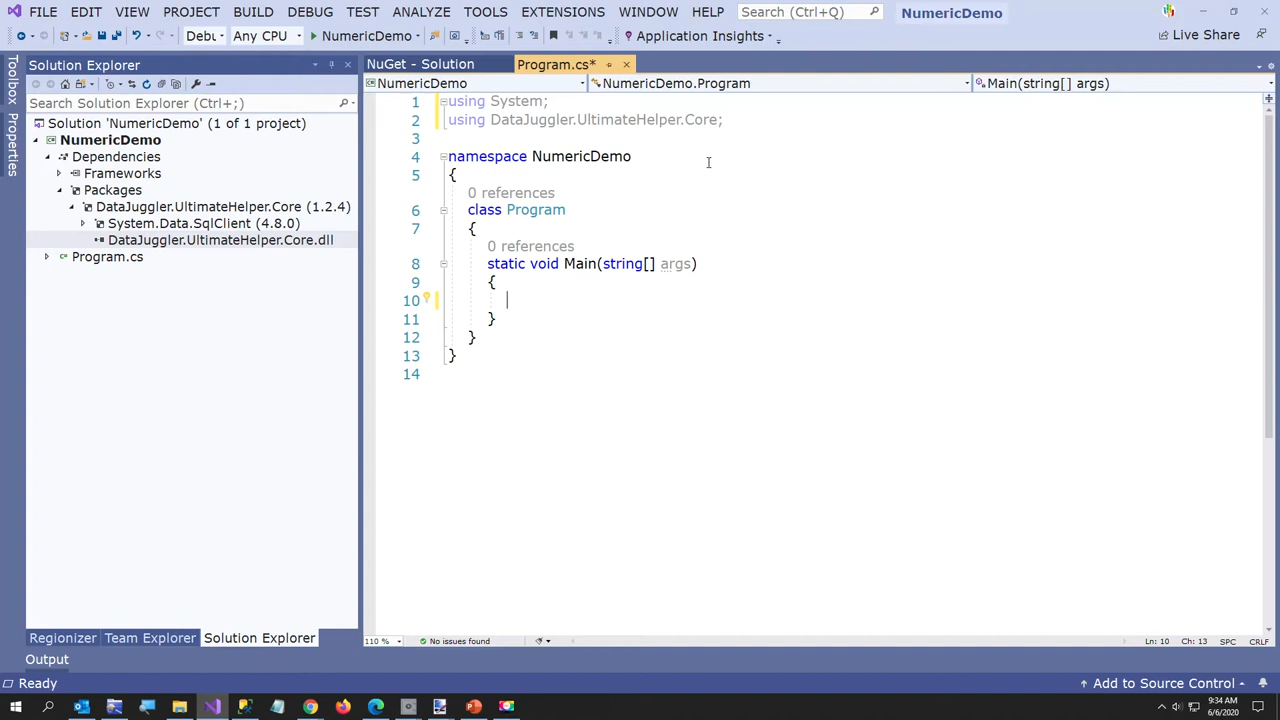 FILE EDIT VIEW PROJECT BUILD DEBUG TEST ANALYZE TOOLS EXTENSIONS WINDOW HELP Search (Ctrl+Q) NumericDemo
Debu Any CPU NumericDemo Application Insights Live Share
Toolbox
Properties
Solution Explorer
Search Solution Explorer (Ctrl+;)
Solution 'NumericDemo' (1 of 1 project)
NumericDemo
Dependencies
Frameworks
Packages
DataJuggler.UltimateHelper.Core (1.2.4)
System.Data.SqlClient (4.8.0)
DataJuggler.UltimateHelper.Core.dll
Program.cs
Regionizer Team Explorer Solution Explorer
NuGet - Solution Program.cs*
NumericDemo NumericDemo.Program Main(string[] args)
1 using System;
2 using DataJuggler.UltimateHelper.Core;
3
4 namespace NumericDemo
5 {
0 references
6 class Program
7 {
0 references
8 static void Main(string[] args)
9 {
10
11 }
12 }
13 }
14
110 % No issues found Ln: 10 Ch: 13 SPC CRLF
Output
Ready Add to Source Control
9:34 AM
6/6/2020